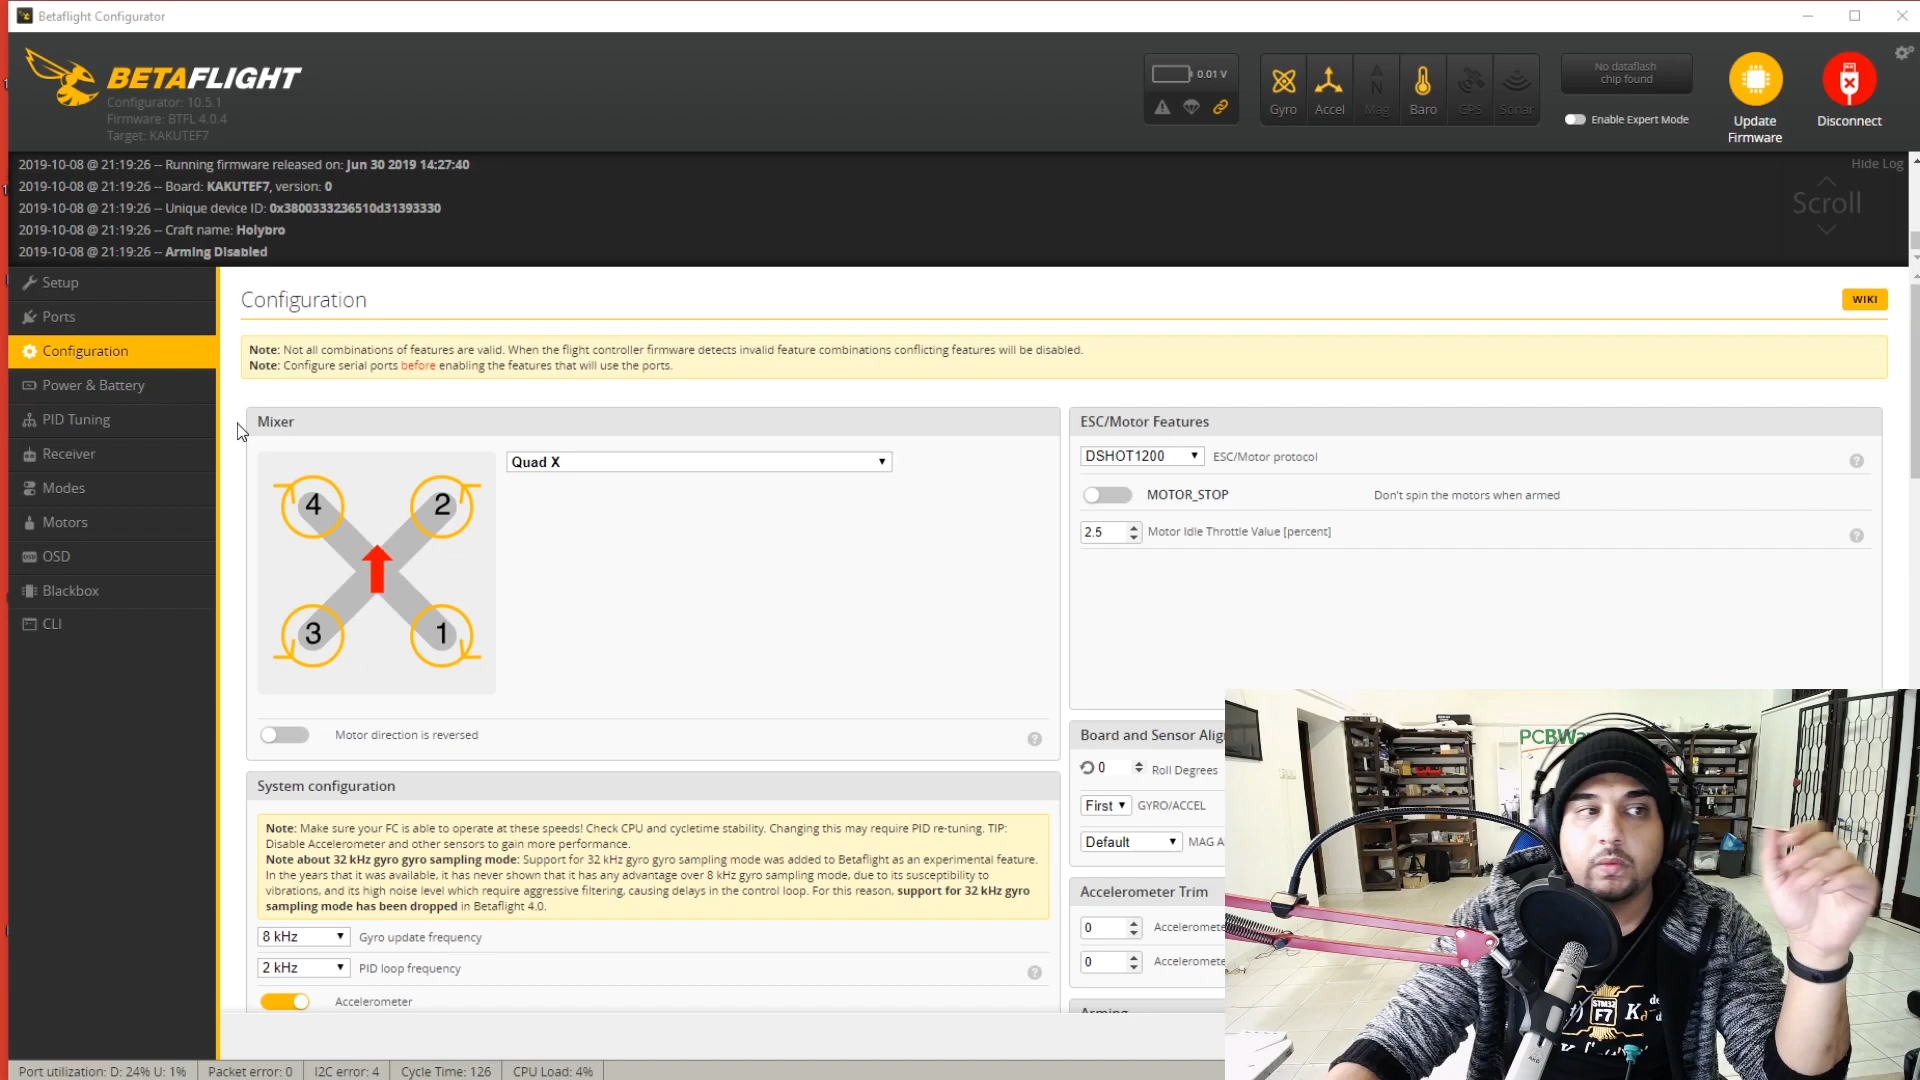 Betaflight Configurator
BETAFLIGHT
Configurator: 10.5.1
Firmware: BTFL 4.0.4
Target: KAKUTEF7
0.01 V
Gyro
Accel
Mag
Baro
GPS
Sonar
No dataflash
chip found
Enable Expert Mode
Update
Firmware
Disconnect
2019-10-08 @ 21:19:26 -- Running firmware released on: Jun 30 2019 14:27:40
2019-10-08 @ 21:19:26 -- Board: KAKUTEF7, version: 0
2019-10-08 @ 21:19:26 -- Unique device ID: 0x3800333236510d31393330
2019-10-08 @ 21:19:26 -- Craft name: Holybro
2019-10-08 @ 21:19:26 -- Arming Disabled
Hide Log
Scroll
Setup
Ports
Configuration
Power & Battery
PID Tuning
Receiver
Modes
Motors
OSD
Blackbox
CLI
Configuration
WIKI
Note: Not all combinations of features are valid. When the flight controller firmware detects invalid feature combinations conflicting features will be disabled.
Note: Configure serial ports before enabling the features that will use the ports.
Mixer
Quad X
4
2
3
1
Motor direction is reversed
ESC/Motor Features
DSHOT1200
ESC/Motor protocol
MOTOR_STOP
Don't spin the motors when armed
2.5
Motor Idle Throttle Value [percent]
System configuration
Note: Make sure your FC is able to operate at these speeds! Check CPU and cycletime stability. Changing this may require PID re-tuning. TIP:
Disable Accelerometer and other sensors to gain more performance.
Note about 32 kHz gyro gyro sampling mode: Support for 32 kHz gyro gyro sampling mode was added to Betaflight as an experimental feature.
In the years that it was available, it has never shown that it has any advantage over 8 kHz gyro sampling mode, due to its susceptibility to
vibrations, and its high noise level which require aggressive filtering, causing delays in the control loop. For this reason, support for 32 kHz gyro
sampling mode has been dropped in Betaflight 4.0.
8 kHz
Gyro update frequency
2 kHz
PID loop frequency
Accelerometer
Board and Sensor Alig
0
Roll Degrees
First
GYRO/ACCEL
Default
MAG A
Accelerometer Trim
0
Acceleromete
0
Acceleromete
Arming
PCBWa
STM32
F7
Port utilization: D: 24% U: 1%
Packet error: 0
I2C error: 4
Cycle Time: 126
CPU Load: 4%